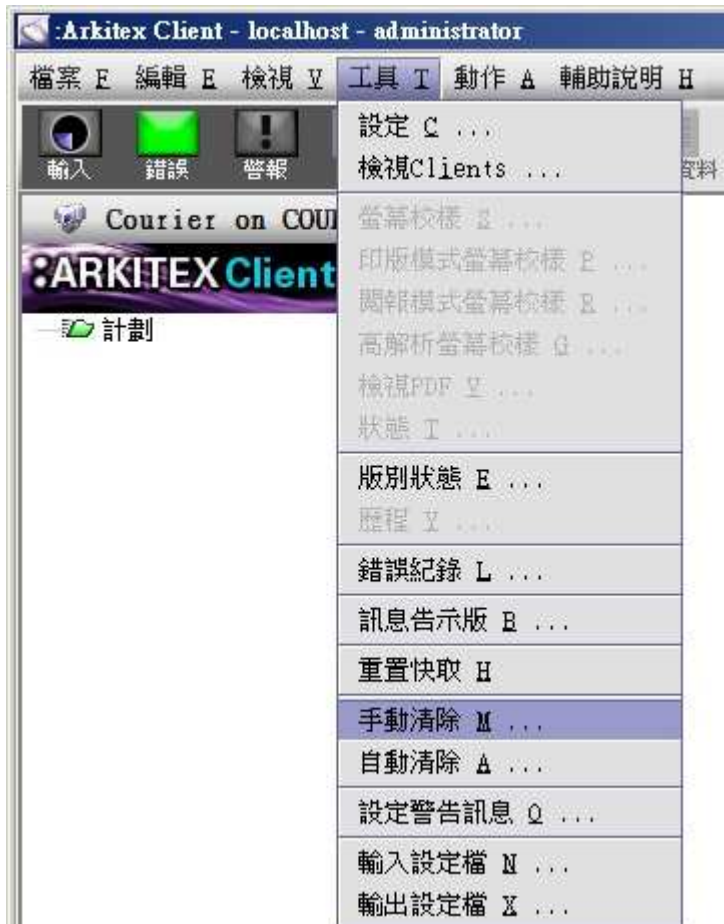 :Arkitex Client - localhost - administrator
檔案 F 編輯 E 檢視 V 工具 T 動作 A 輔助說明 H
輸入 錯誤 警報 資料
Courier on COU
:ARKITEX Client
計劃
設定 C ...
檢視Clients ...
螢幕校樣 S ...
印版模式螢幕校樣 P ...
閱報模式螢幕校樣 R ...
高解析螢幕校樣 G ...
檢視PDF V ...
狀態 T ...
版別狀態 E ...
歷程 Y ...
錯誤紀錄 L ...
訊息告示版 B ...
重置快取 H
手動清除 M ...
自動清除 A ...
設定警告訊息 Q ...
輸入設定檔 N ...
輸出設定檔 X ...